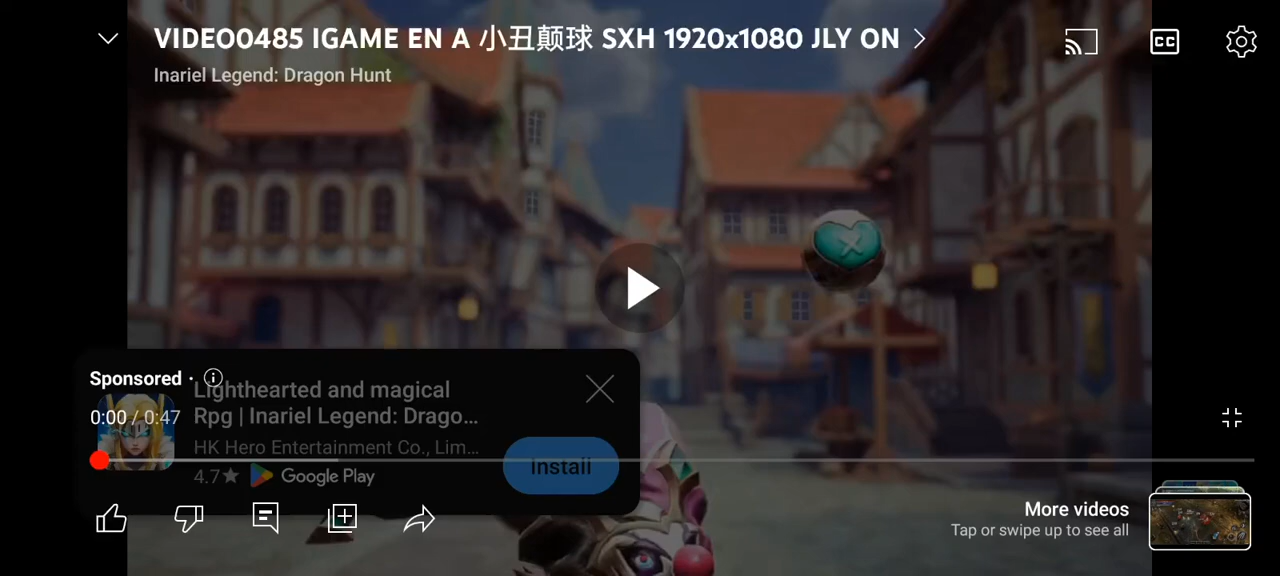 VIDEO0485 IGAME EN A 小丑颠球 SXH 1920x1080 JLY ON
Inariel Legend: Dragon Hunt
CC
Sponsored ·
Lighthearted and magical
0:00 / 0:47
Rpg | Inariel Legend: Drago...
HK Hero Entertainment Co., Lim...
Install
4.7★ Google Play
More videos
Tap or swipe up to see all